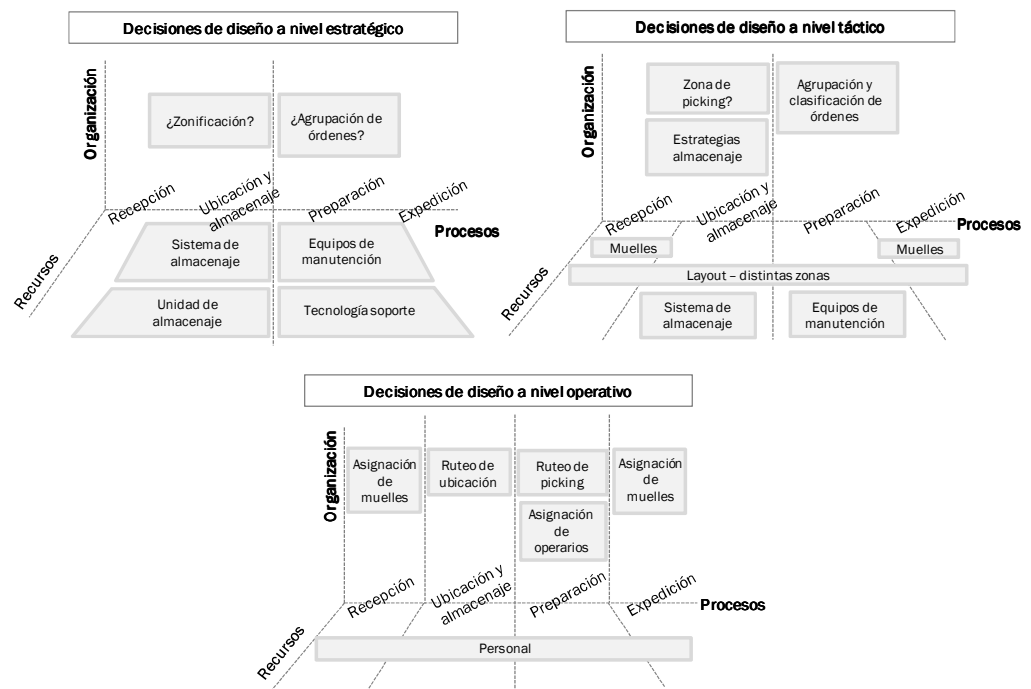 Decisiones de diseño a nivel estratégico
Organización
¿Zonificación?
¿Agrupación de
órdenes?
Recepción
Ubicación y
almacenaje
Preparación
Expedición
Procesos
Recursos
Sistema de
almacenaje
Equipos de
manutención
Unidad de
almacenaje
Tecnología soporte
Decisiones de diseño a nivel táctico
Organización
Zona de
picking?
Agrupación y
clasificación de
órdenes
Estrategias
almacenaje
Recepción
Ubicación y
almacenaje
Preparación
Expedición
Procesos
Recursos
Muelles
Muelles
Layout – distintas zonas
Sistema de
almacenaje
Equipos de
manutención
Decisiones de diseño a nivel operativo
Organización
Asignación
de
muelles
Ruteo de
ubicación
Ruteo de
picking
Asignación
de
muelles
Asignación
de
operarios
Recepción
Ubicación y
almacenaje
Preparación
Expedición
Procesos
Recursos
Personal